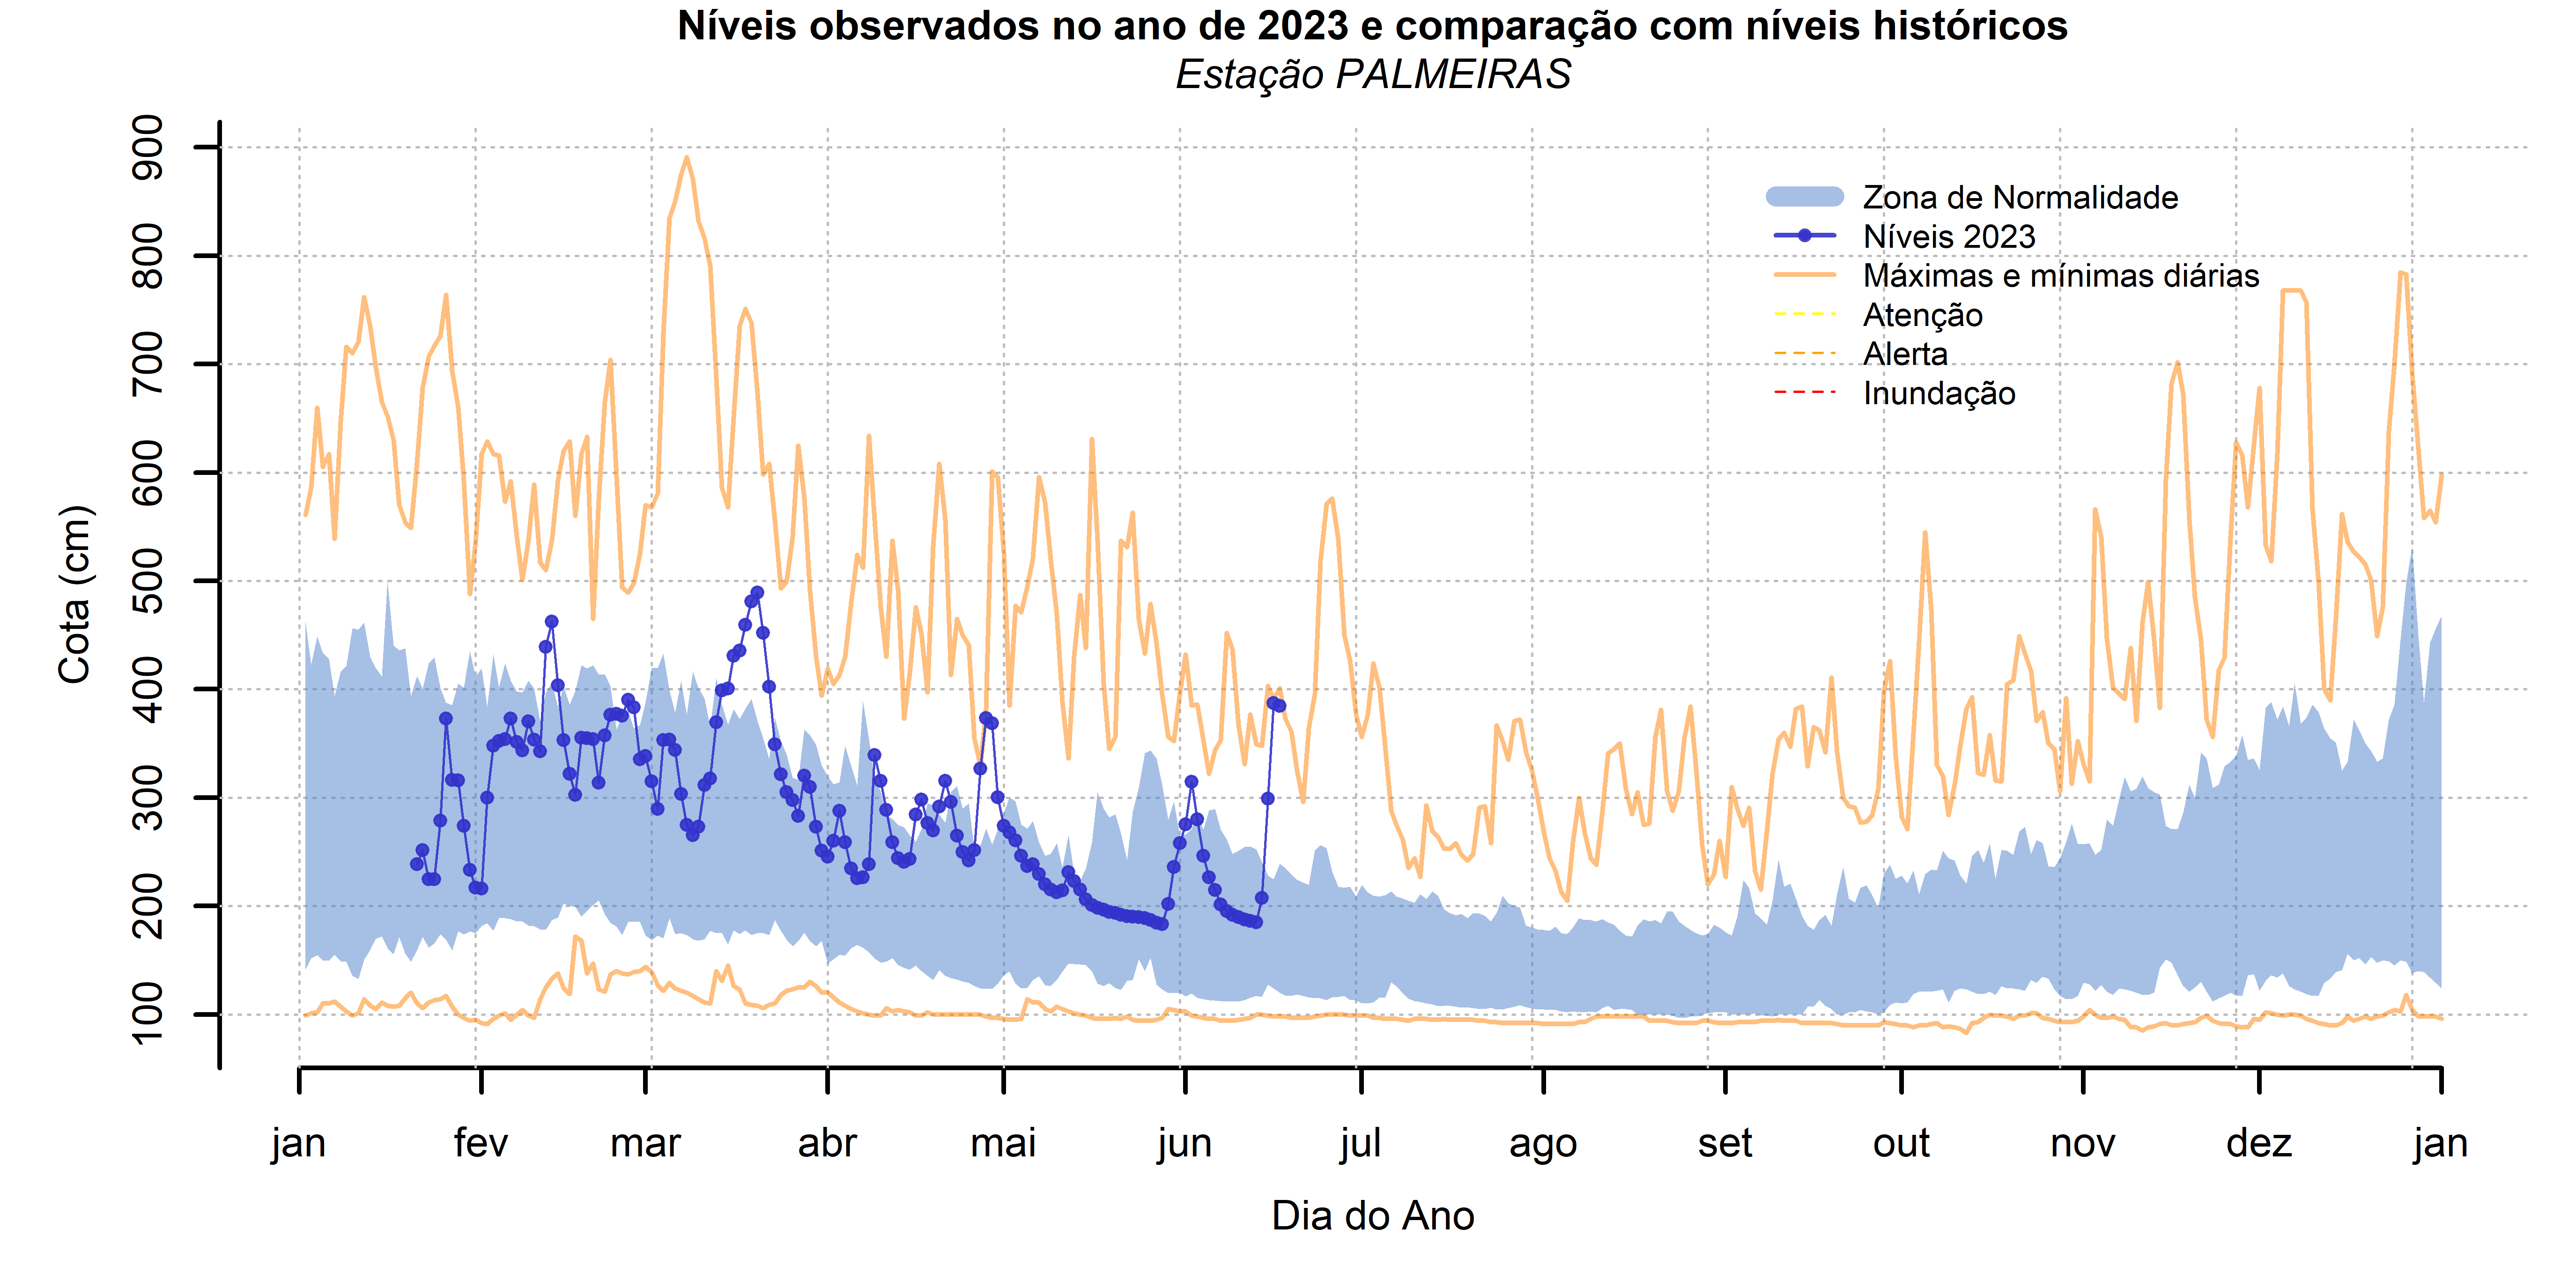 Níveis observados no ano de 2023 e comparação com níveis históricos
Estação PALMEIRAS
Cota (cm)
900
800
700
600
500
400
300
200
100
Zona de Normalidade
Níveis 2023
Máximas e mínimas diárias
Atenção
Alerta
Inundação
jan fev mar abr mai jun jul ago set out nov dez jan
Dia do Ano